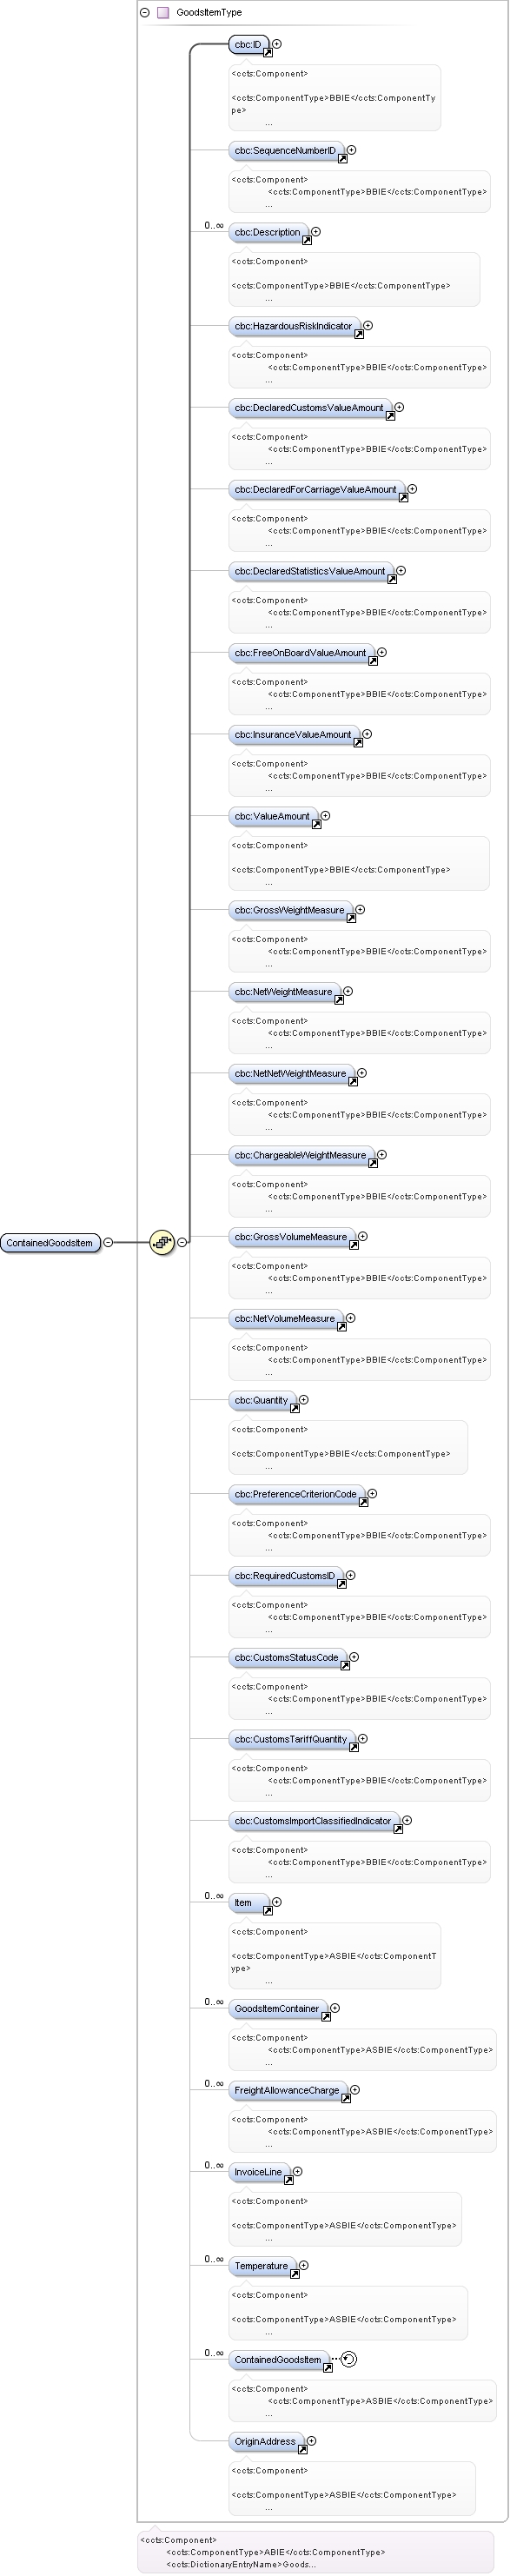 GoodsItemType
cbc:ID
<ccts:Component>
<ccts:ComponentType>BBIE</ccts:ComponentTy
pe>
...
cbc:SequenceNumberID
<ccts:Component>
<ccts:ComponentType>BBIE</ccts:ComponentType>
...
0..∞
cbc:Description
<ccts:Component>
<ccts:ComponentType>BBIE</ccts:ComponentType>
...
cbc:HazardousRiskIndicator
<ccts:Component>
<ccts:ComponentType>BBIE</ccts:ComponentType>
...
cbc:DeclaredCustomsValueAmount
<ccts:Component>
<ccts:ComponentType>BBIE</ccts:ComponentType>
...
cbc:DeclaredForCarriageValueAmount
<ccts:Component>
<ccts:ComponentType>BBIE</ccts:ComponentType>
...
cbc:DeclaredStatisticsValueAmount
<ccts:Component>
<ccts:ComponentType>BBIE</ccts:ComponentType>
...
cbc:FreeOnBoardValueAmount
<ccts:Component>
<ccts:ComponentType>BBIE</ccts:ComponentType>
...
cbc:InsuranceValueAmount
<ccts:Component>
<ccts:ComponentType>BBIE</ccts:ComponentType>
...
cbc:ValueAmount
<ccts:Component>
<ccts:ComponentType>BBIE</ccts:ComponentType>
...
cbc:GrossWeightMeasure
<ccts:Component>
<ccts:ComponentType>BBIE</ccts:ComponentType>
...
cbc:NetWeightMeasure
<ccts:Component>
<ccts:ComponentType>BBIE</ccts:ComponentType>
...
cbc:NetNetWeightMeasure
<ccts:Component>
<ccts:ComponentType>BBIE</ccts:ComponentType>
...
cbc:ChargeableWeightMeasure
<ccts:Component>
<ccts:ComponentType>BBIE</ccts:ComponentType>
...
ContainedGoodsItem
cbc:GrossVolumeMeasure
<ccts:Component>
<ccts:ComponentType>BBIE</ccts:ComponentType>
...
cbc:NetVolumeMeasure
<ccts:Component>
<ccts:ComponentType>BBIE</ccts:ComponentType>
...
cbc:Quantity
<ccts:Component>
<ccts:ComponentType>BBIE</ccts:ComponentType>
...
cbc:PreferenceCriterionCode
<ccts:Component>
<ccts:ComponentType>BBIE</ccts:ComponentType>
...
cbc:RequiredCustomsID
<ccts:Component>
<ccts:ComponentType>BBIE</ccts:ComponentType>
...
cbc:CustomsStatusCode
<ccts:Component>
<ccts:ComponentType>BBIE</ccts:ComponentType>
...
cbc:CustomsTariffQuantity
<ccts:Component>
<ccts:ComponentType>BBIE</ccts:ComponentType>
...
cbc:CustomsImportClassifiedIndicator
<ccts:Component>
<ccts:ComponentType>BBIE</ccts:ComponentType>
...
0..∞
Item
<ccts:Component>
<ccts:ComponentType>ASBIE</ccts:ComponentT
ype>
...
0..∞
GoodsItemContainer
<ccts:Component>
<ccts:ComponentType>ASBIE</ccts:ComponentType>
...
0..∞
FreightAllowanceCharge
<ccts:Component>
<ccts:ComponentType>ASBIE</ccts:ComponentType>
...
0..∞
InvoiceLine
<ccts:Component>
<ccts:ComponentType>ASBIE</ccts:ComponentType>
...
0..∞
Temperature
<ccts:Component>
<ccts:ComponentType>ASBIE</ccts:ComponentType>
...
0..∞
ContainedGoodsItem
<ccts:Component>
<ccts:ComponentType>ASBIE</ccts:ComponentType>
...
OriginAddress
<ccts:Component>
<ccts:ComponentType>ASBIE</ccts:ComponentType>
...
<ccts:Component>
<ccts:ComponentType>ABIE</ccts:ComponentType>
<ccts:DictionaryEntryName>Goods...